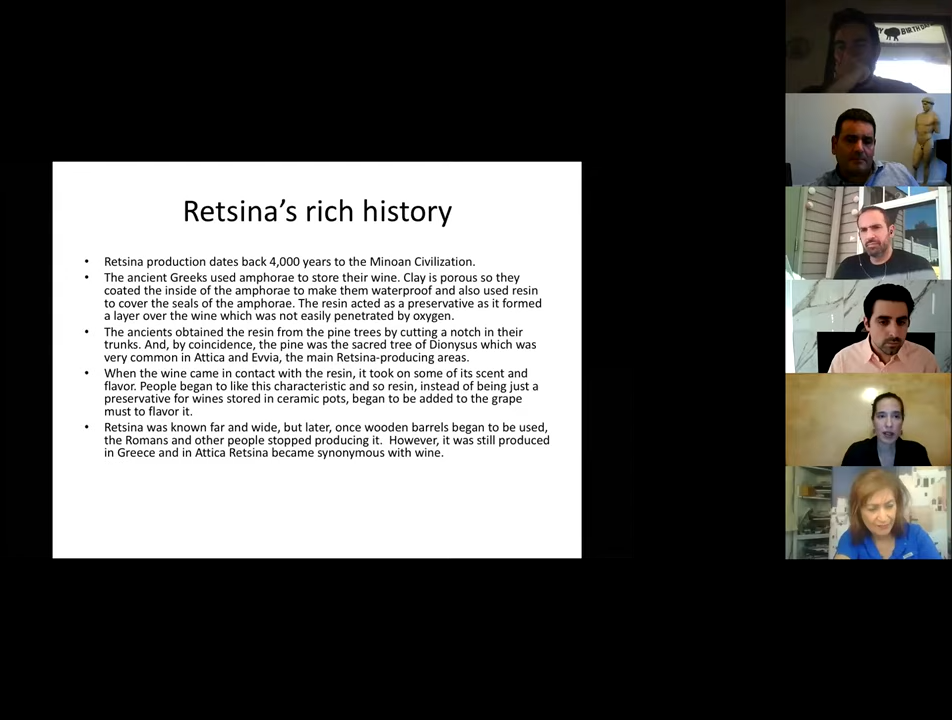 Retsina's rich history
• Retsina production dates back 4,000 years to the Minoan Civilization.
• The ancient Greeks used amphorae to store their wine. Clay is porous so they
coated the inside of the amphorae to make them waterproof and also used resin
to cover the seals of the amphorae. The resin acted as a preservative as it formed
a layer over the wine which was not easily penetrated by oxygen.
• The ancients obtained the resin from the pine trees by cutting a notch in their
trunks. And, by coincidence, the pine was the sacred tree of Dionysus which was
very common in Attica and Evvia, the main Retsina-producing areas.
• When the wine came in contact with the resin, it took on some of its scent and
flavor. People began to like this characteristic and so resin, instead of being just a
preservative for wines stored in ceramic pots, began to be added to the grape
must to flavor it.
• Retsina was known far and wide, but later, once wooden barrels began to be used,
the Romans and other people stopped producing it.  However, it was still produced
in Greece and in Attica Retsina became synonymous with wine.
BIRTHDA